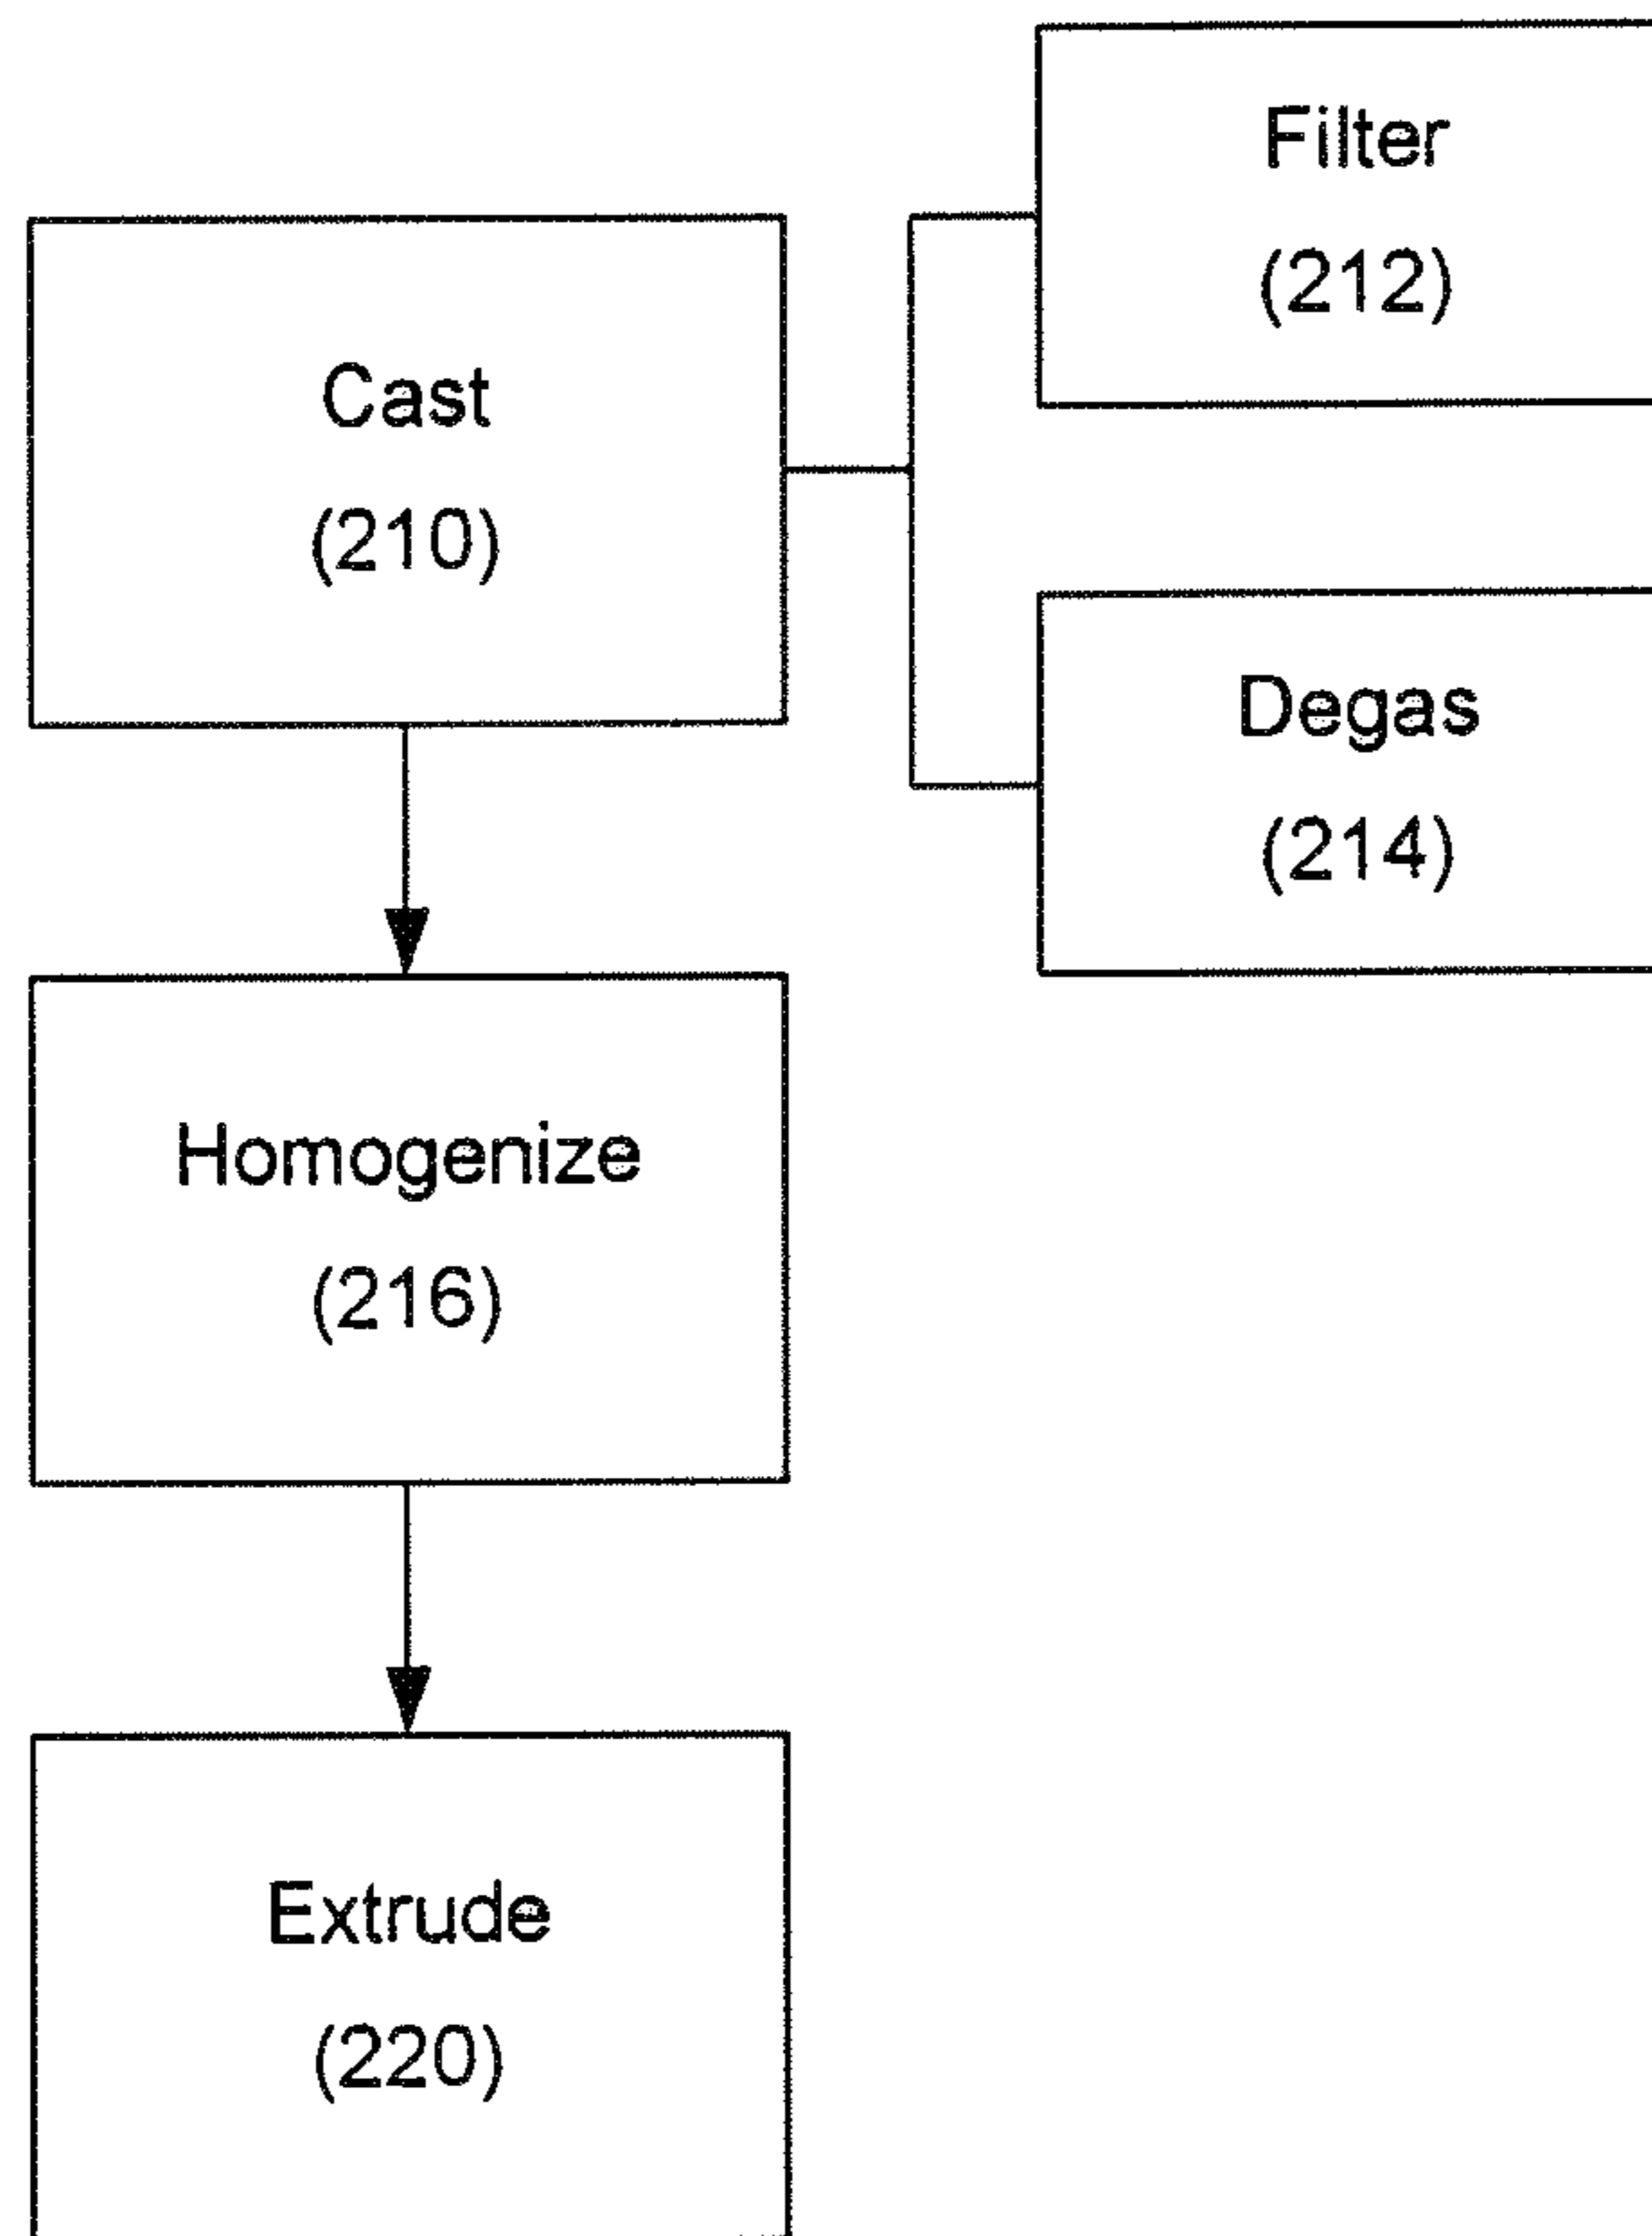 Filter
(212)
Cast
(210)
Degas
(214)
Homogenize
(216)
Extrude
(220)